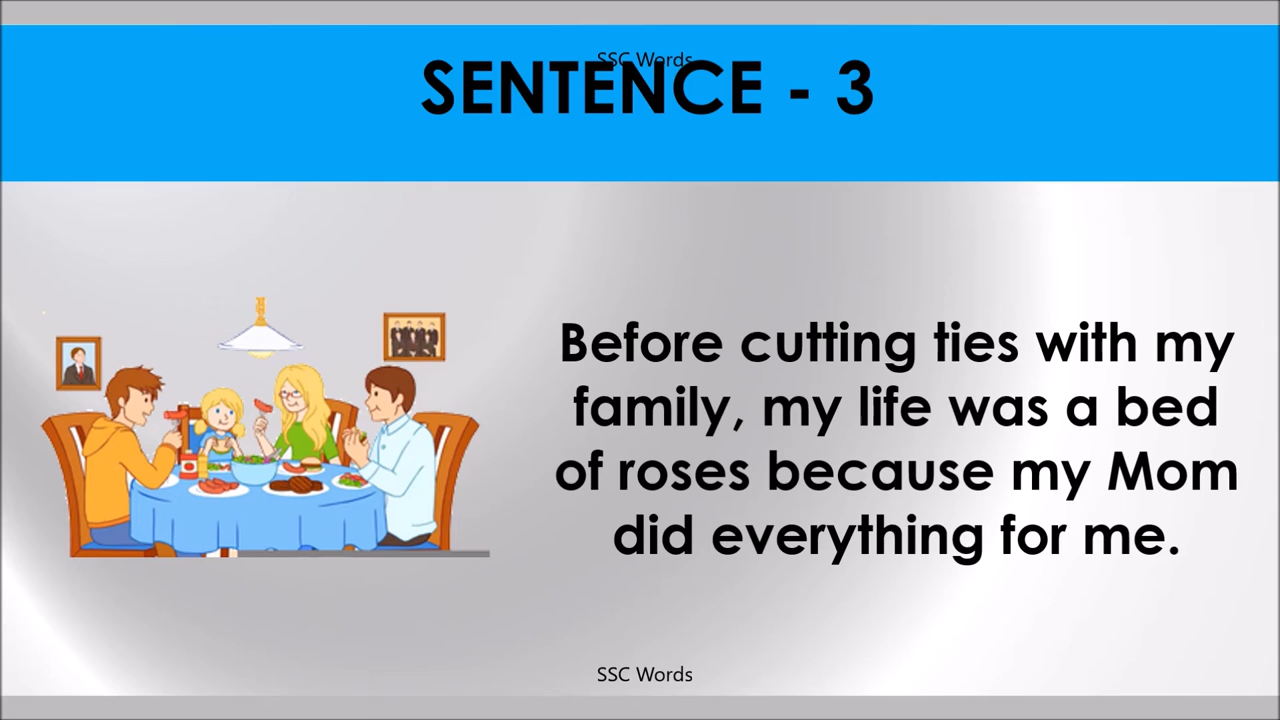 SSC Words
SENTENCE - 3
Before cutting ties with my
family, my life was a bed
of roses because my Mom
did everything for me.
SSC Words